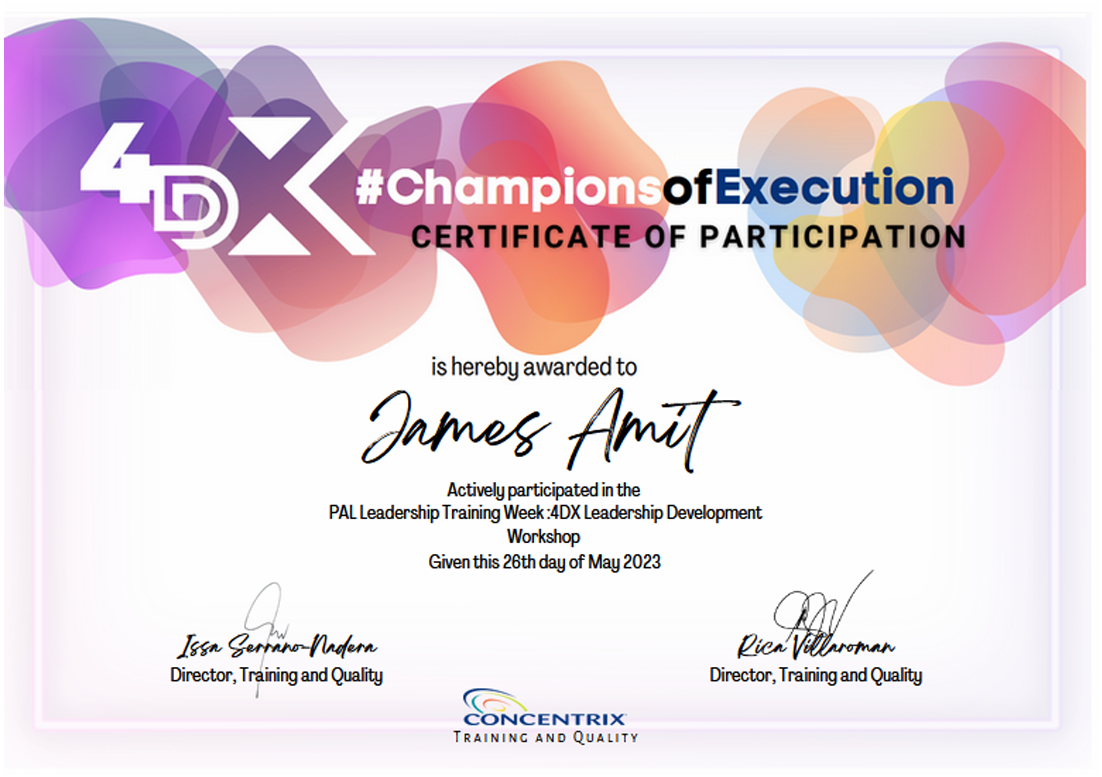 4DX
#ChampionsofExecution
CERTIFICATE OF PARTICIPATION
is hereby awarded to
James Amit
Actively participated in the
PAL Leadership Training Week :4DX Leadership Development
Workshop
Given this 26th day of May 2023
Issa Serrano-Nadera
Director, Training and Quality
Rica Villaroman
Director, Training and Quality
CONCENTRIX
TRAINING AND QUALITY